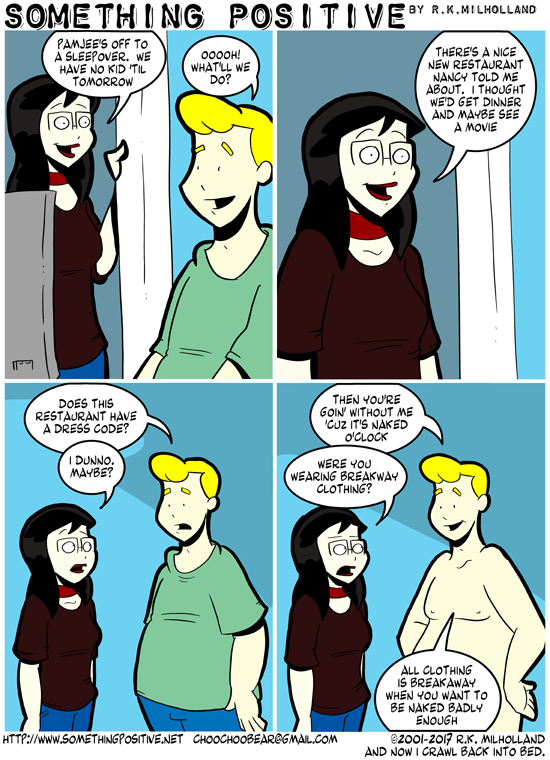 SOMETHING POSITIVE BY R.K.MILHOLLAND
PAMJEE'S OFF TO
A SLEEPOVER. WE
HAVE NO KID 'TIL
TOMORROW
OOOOH!
WHAT'LL WE
DO?
THERE'S A NICE
NEW RESTAURANT
NANCY TOLD ME
ABOUT. I THOUGHT
WE'D GET DINNER
AND MAYBE SEE
A MOVIE
DOES THIS
RESTAURANT HAVE
A DRESS CODE?
I DUNNO.
MAYBE?
THEN YOU'RE
GOIN' WITHOUT ME
'CUZ IT'S NAKED
O'CLOCK
WERE YOU
WEARING BREAKWAY
CLOTHING?
ALL CLOTHING
IS BREAKAWAY
WHEN YOU WANT TO
BE NAKED BADLY
ENOUGH
HTTP://WWW.SOMETHINGPOSITIVE.NET CHOOCHOOBEAR@GMAIL.COM
©2001-2017 R.K. MILHOLLAND
AND NOW I CRAWL BACK INTO BED.